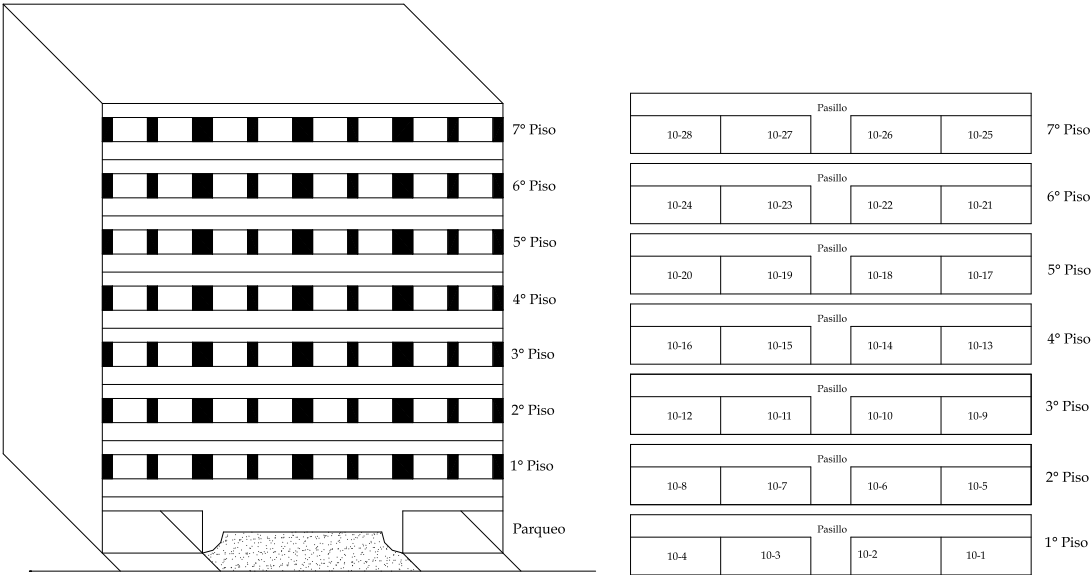 7° Piso
6° Piso
5° Piso
4° Piso
3° Piso
2° Piso
1° Piso
Parqueo
Pasillo
10-28 10-27 10-26 10-25 7° Piso
Pasillo
10-24 10-23 10-22 10-21 6° Piso
Pasillo
10-20 10-19 10-18 10-17 5° Piso
Pasillo
10-16 10-15 10-14 10-13 4° Piso
Pasillo
10-12 10-11 10-10 10-9 3° Piso
Pasillo
10-8 10-7 10-6 10-5 2° Piso
Pasillo
10-4 10-3 10-2 10-1 1° Piso